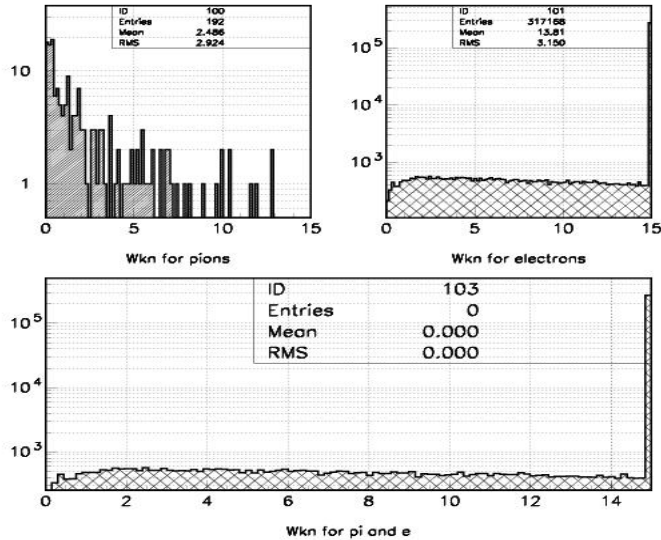 ID 100
Entries 192
Mean 2.486
RMS 2.924
10
1
0 5 10 15
Wkn for pions
ID 101
Entries 317168
Mean 13.81
RMS 3.150
10^5
10^4
10^3
0 5 10 15
Wkn for electrons
ID 103
Entries 0
Mean 0.000
RMS 0.000
10^5
10^4
10^3
0 2 4 6 8 10 12 14
Wkn for pi and e